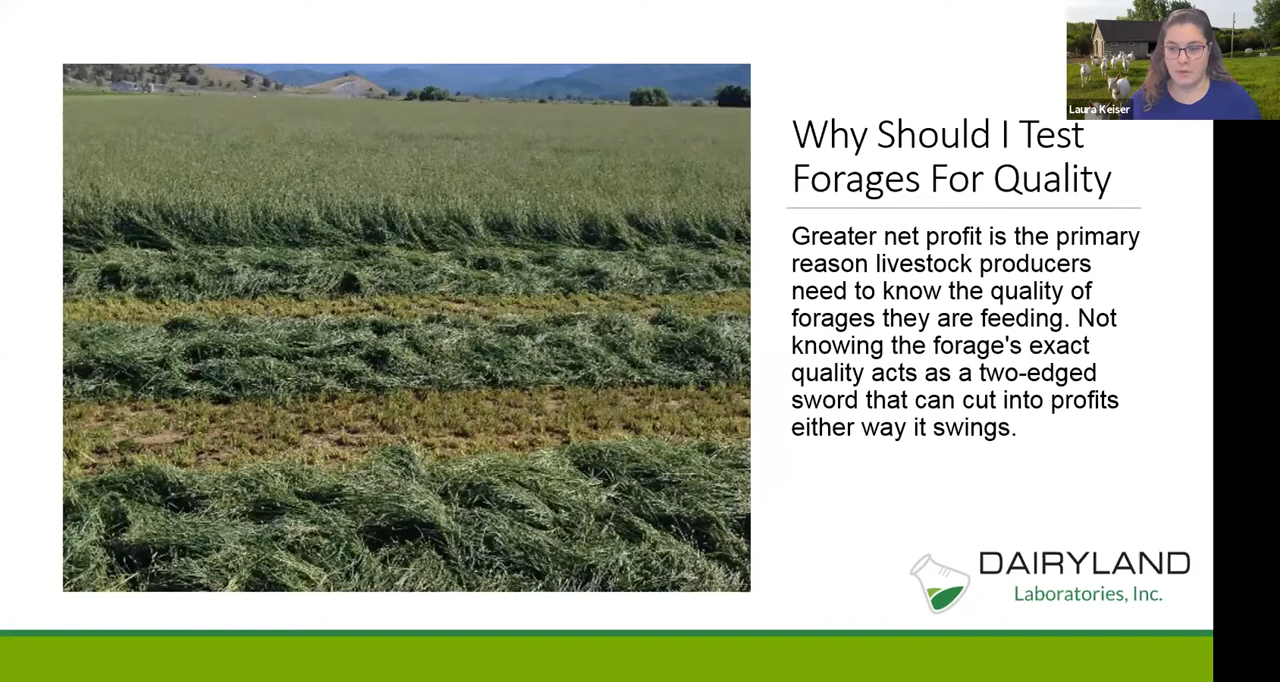 Laura Keiser
Why Should I Test
Forages For Quality
Greater net profit is the primary
reason livestock producers
need to know the quality of
forages they are feeding. Not
knowing the forage's exact
quality acts as a two-edged
sword that can cut into profits
either way it swings.
DAIRYLAND
Laboratories, Inc.